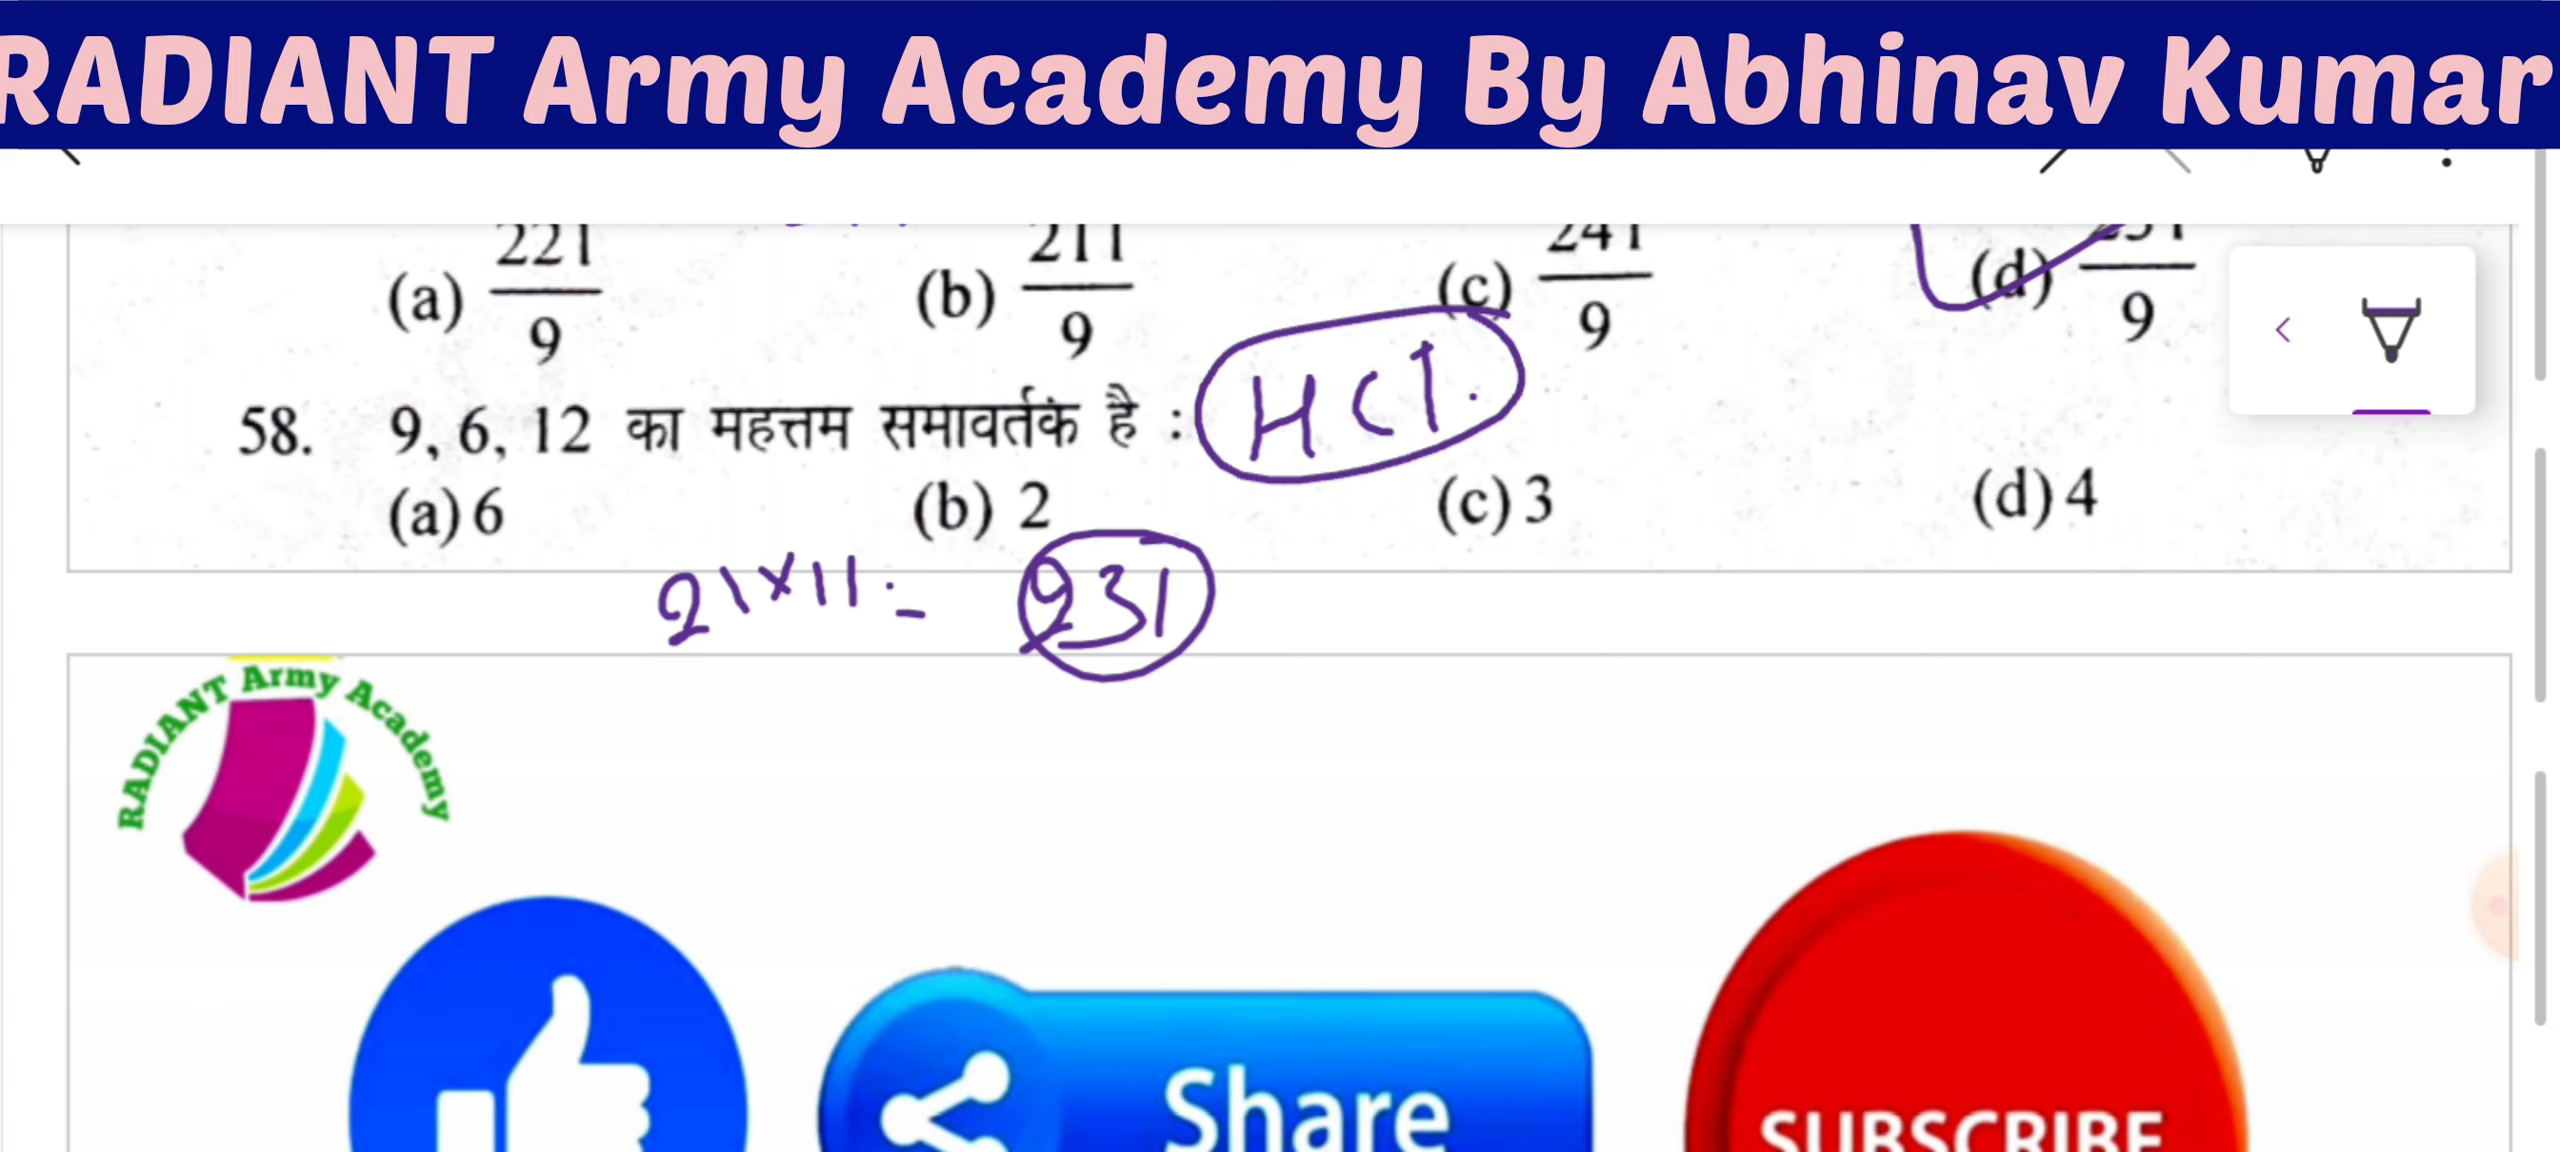 RADIANT Army Academy By Abhinav Kumar
(a) 221/9 (b) 211/9 (c) 241/9 (d) 231/9
58. 9, 6, 12 का महत्तम समावर्तक है : HCF
(a) 6 (b) 2 (c) 3 (d) 4
21×11= 231
RADIANT Army Academy
Share
SUBSCRIBE